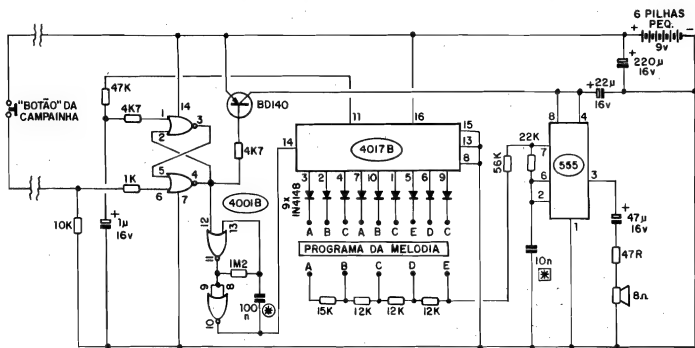 6 PILHAS
PEQ.
+ -
9v
+
220µ
16v
22µ
+
16v
47K
"BOTÃO" DA
CAMPAINHA
4K7
1
2
14
3
BD140
4K7
11
16
14
4017B
15
13
8
8
4
22K
7
555
6
2
3
1
56K
1K
5
6
4
7
4001B
10K
+
1µ
16v
12
13
11
1M2
9
8
10
100
n
*
3
2
4
7
10
1
5
6
9
9x
1N4148
A
B
C
A
B
C
E
D
C
PROGRAMA DA MELODIA
A
B
C
D
E
15K
12K
12K
12K
10n
*
+
47µ
16v
47R
8Ω